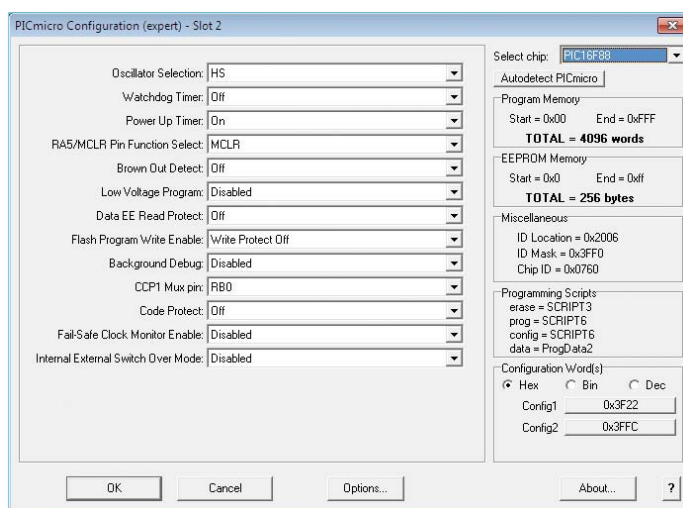 PICmicro Configuration (expert) - Slot 2
Oscillator Selection: HS
Watchdog Timer: Off
Power Up Timer: On
RA5/MCLR Pin Function Select: MCLR
Brown Out Detect: Off
Low Voltage Program: Disabled
Data EE Read Protect: Off
Flash Program Write Enable: Write Protect Off
Background Debug: Disabled
CCP1 Mux pin: RB0
Code Protect: Off
Fail-Safe Clock Monitor Enable: Disabled
Internal External Switch Over Mode: Disabled
Select chip: PIC16F88
Autodetect PICmicro
Program Memory
Start = 0x00 End = 0xFFF
TOTAL = 4096 words
EEPROM Memory
Start = 0x0 End = 0xff
TOTAL = 256 bytes
Miscellaneous
ID Location = 0x2006
ID Mask = 0x3FF0
Chip ID = 0x0760
Programming Scripts
erase = SCRIPT3
prog = SCRIPT6
config = SCRIPT6
data = ProgData2
Configuration Word(s)
Hex Bin Dec
Config1 0x3F22
Config2 0x3FFC
OK Cancel Options... About... ?